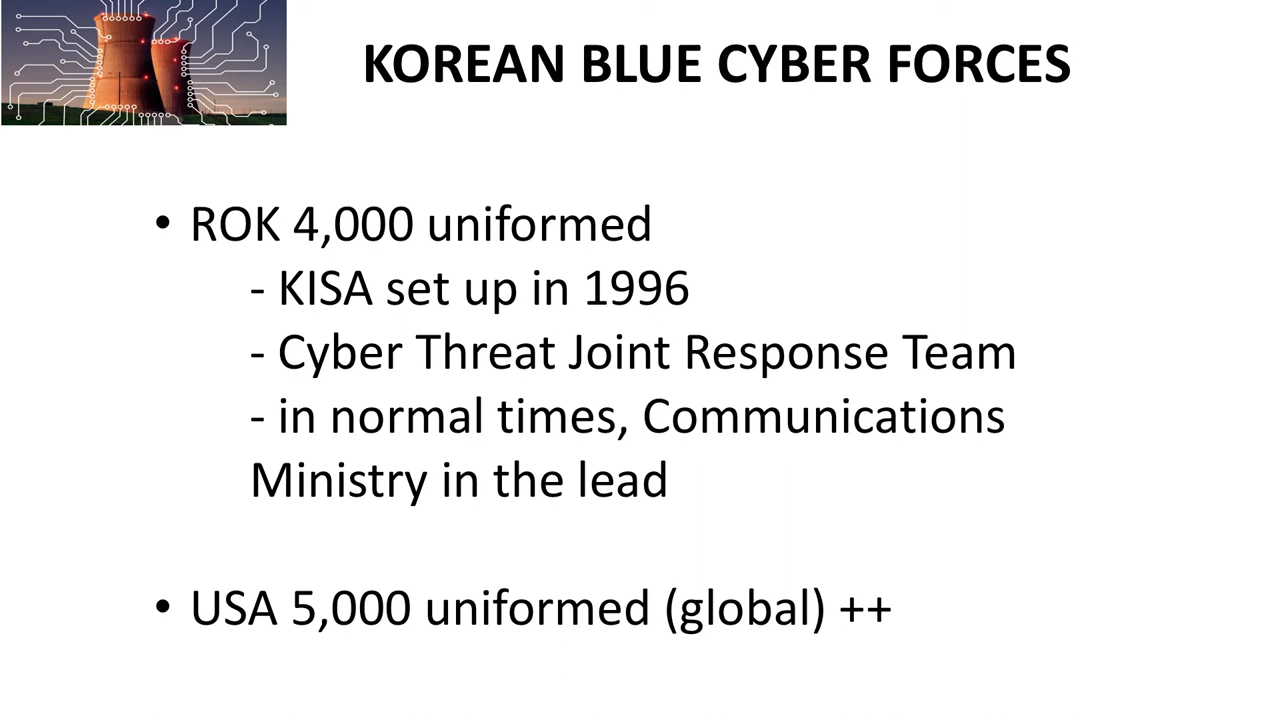 KOREAN BLUE CYBER FORCES
• ROK 4,000 uniformed
- KISA set up in 1996
- Cyber Threat Joint Response Team
- in normal times, Communications
Ministry in the lead
• USA 5,000 uniformed (global) ++